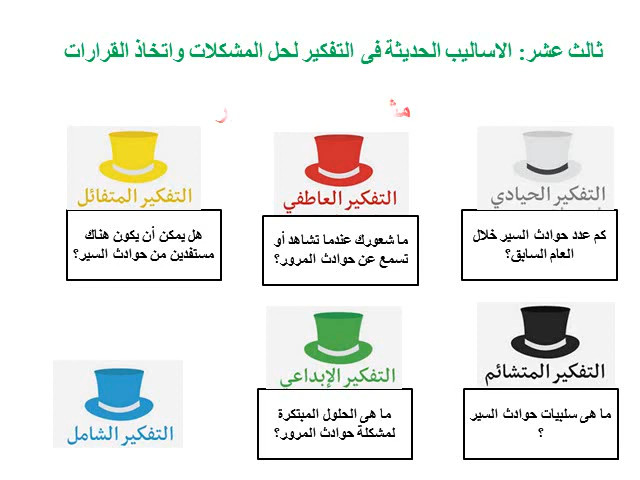 ثالث عشر: الاساليب الحديثة فى التفكير لحل المشكلات واتخاذ القرارات
التفكير الحيادي
كم عدد حوادث السير خلال
العام السابق؟
التفكير العاطفي
ما شعورك عندما تشاهد أو
تسمع عن حوادث المرور؟
التفكير المتفائل
هل يمكن أن يكون هناك
مستفدين من حوادث السير؟
التفكير المتشائم
ما هى سلبيات حوادث السير
؟
التفكير الإبداعي
ما هى الحلول المبتكرة
لمشكلة حوادث المرور؟
التفكير الشامل